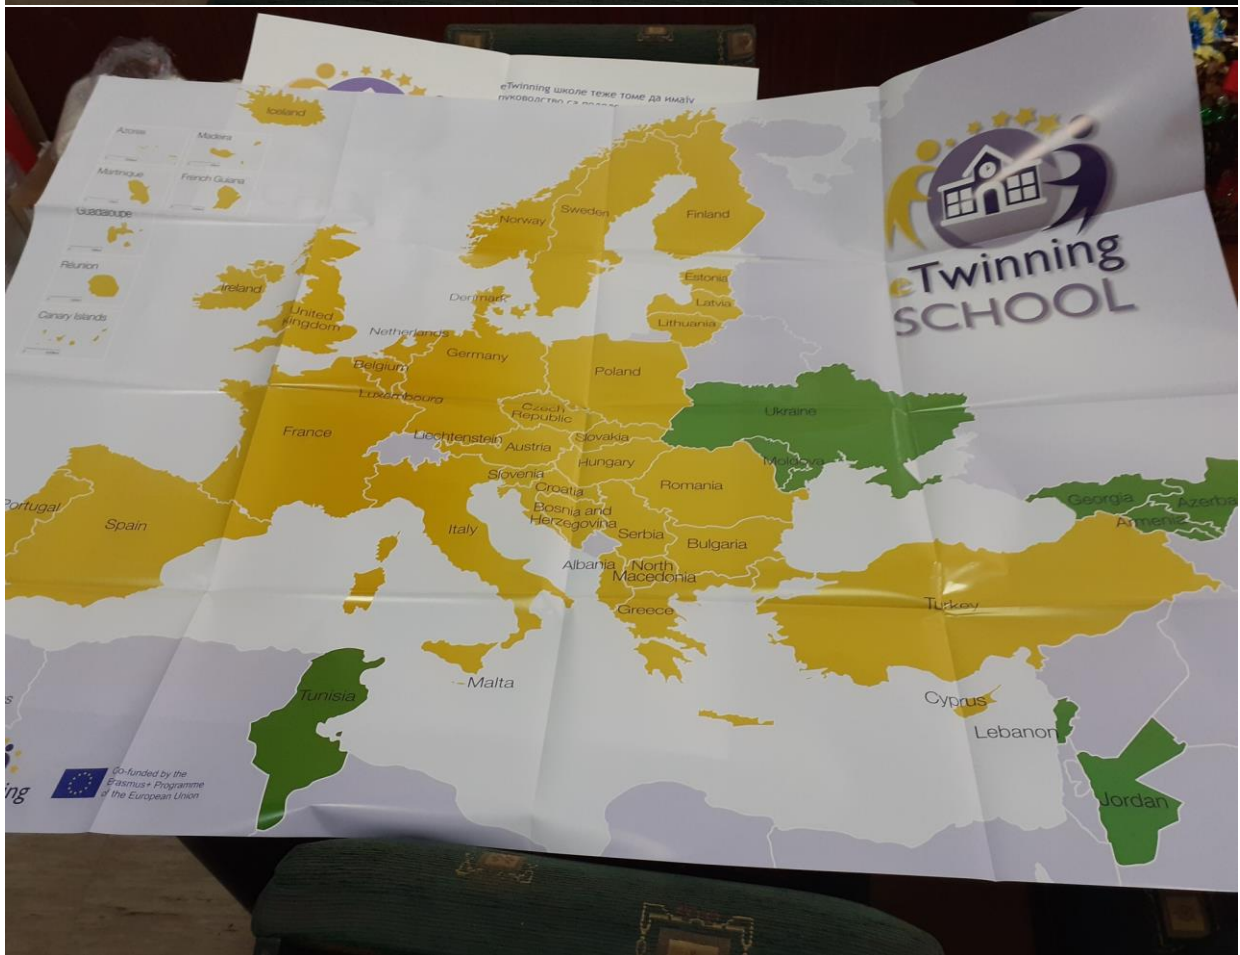 eTwinning школе теже томе да имају
руководство са
Iceland
Azores
Madeira
Martinique
French Guiana
Guadaloupe
Réunion
Canary Islands
Norway
Sweden
Finland
eTwinning
SCHOOL
Estonia
Latvia
Lithuania
Denmark
Ireland
United
Kingdom
Netherlands
Belgium
Germany
Poland
Luxembourg
Czech
Republic
Ukraine
France
Liechtenstein
Austria
Slovakia
Moldova
Slovenia
Hungary
Croatia
Romania
Portugal
Spain
Italy
Bosnia and
Herzegovina
Serbia
Bulgaria
Georgia
Azerba
Armenia
Albania
North
Macedonia
Greece
Turkey
Malta
Tunisia
Cyprus
Lebanon
Jordan
ing
Co-funded by the
Erasmus+ Programme
of the European Union